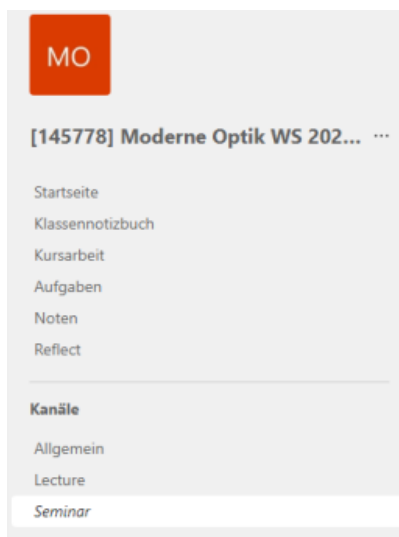 MO
[145778] Moderne Optik WS 202... ...
Startseite
Klassennotizbuch
Kursarbeit
Aufgaben
Noten
Reflect
Kanäle
Allgemein
Lecture
Seminar